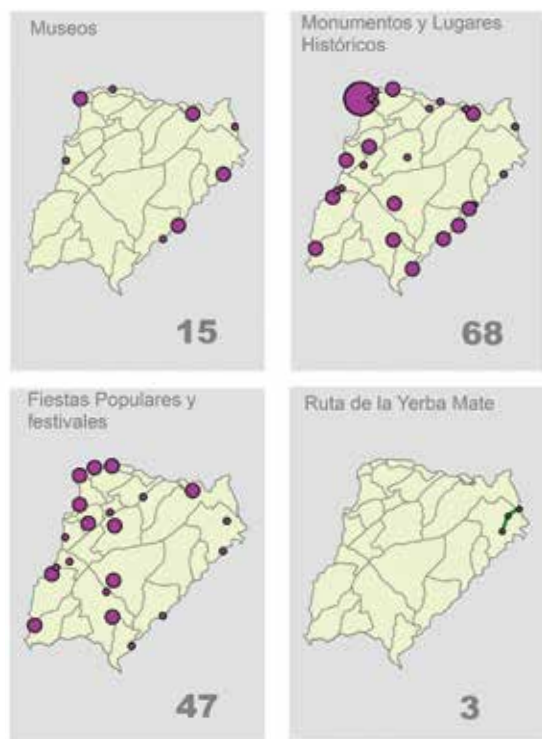 Museos
15
Monumentos y Lugares
Históricos
68
Fiestas Populares y
festivales
47
Ruta de la Yerba Mate
3